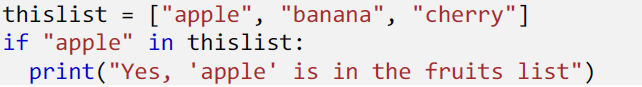 thislist = ["apple", "banana", "cherry"]
if "apple" in thislist:
  print("Yes, 'apple' is in the fruits list")